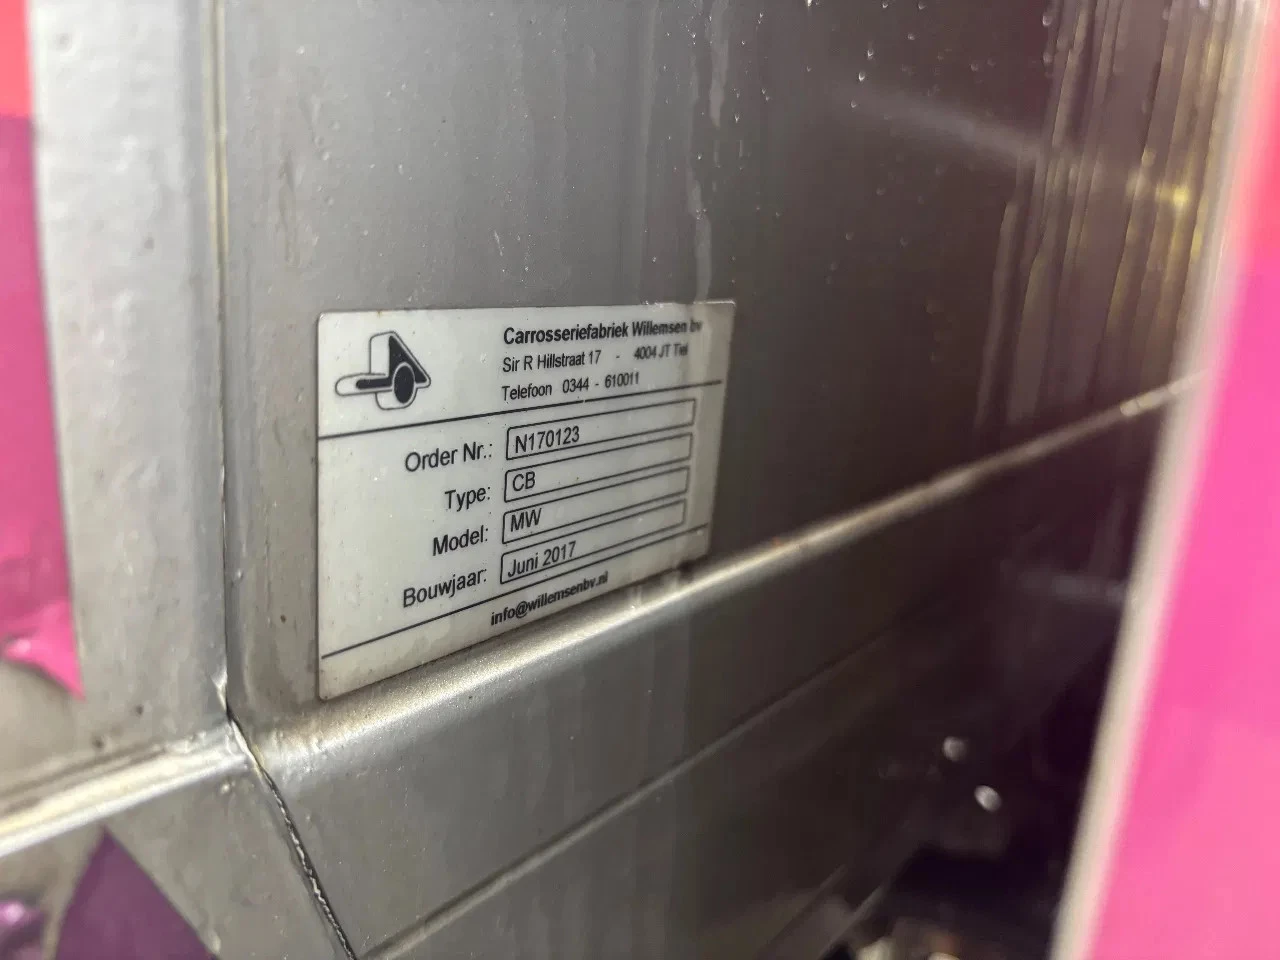 Carrosseriefabriek Willemsen bv
Sir R Hillstraat 17 - 4004 JT Tiel
Telefoon 0344 - 610011
Order Nr.: N170123
Type: CB
Model: MW
Bouwjaar: Juni 2017
info@willemsenbv.nl